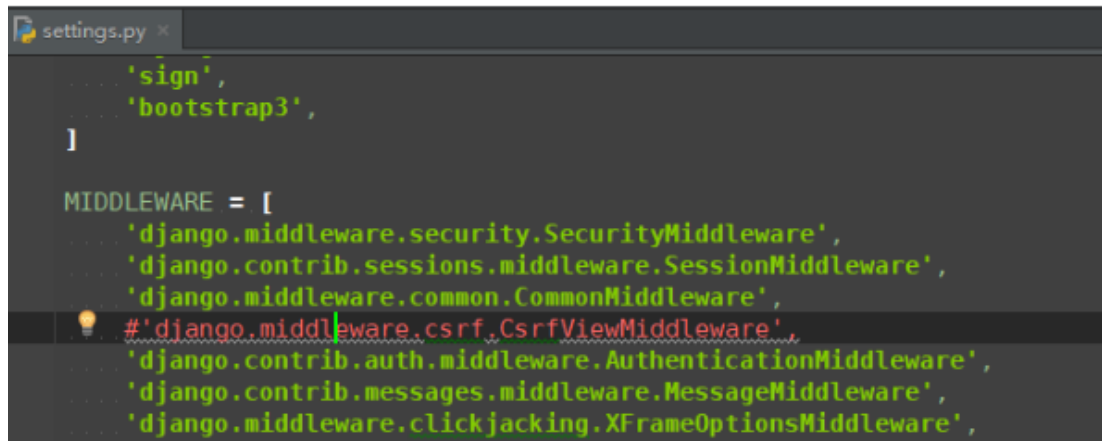 settings.py
'sign',
'bootstrap3',
]
MIDDLEWARE = [
'django.middleware.security.SecurityMiddleware',
'django.contrib.sessions.middleware.SessionMiddleware',
'django.middleware.common.CommonMiddleware',
#'django.middleware.csrf.CsrfViewMiddleware',
'django.contrib.auth.middleware.AuthenticationMiddleware',
'django.contrib.messages.middleware.MessageMiddleware',
'django.middleware.clickjacking.XFrameOptionsMiddleware',